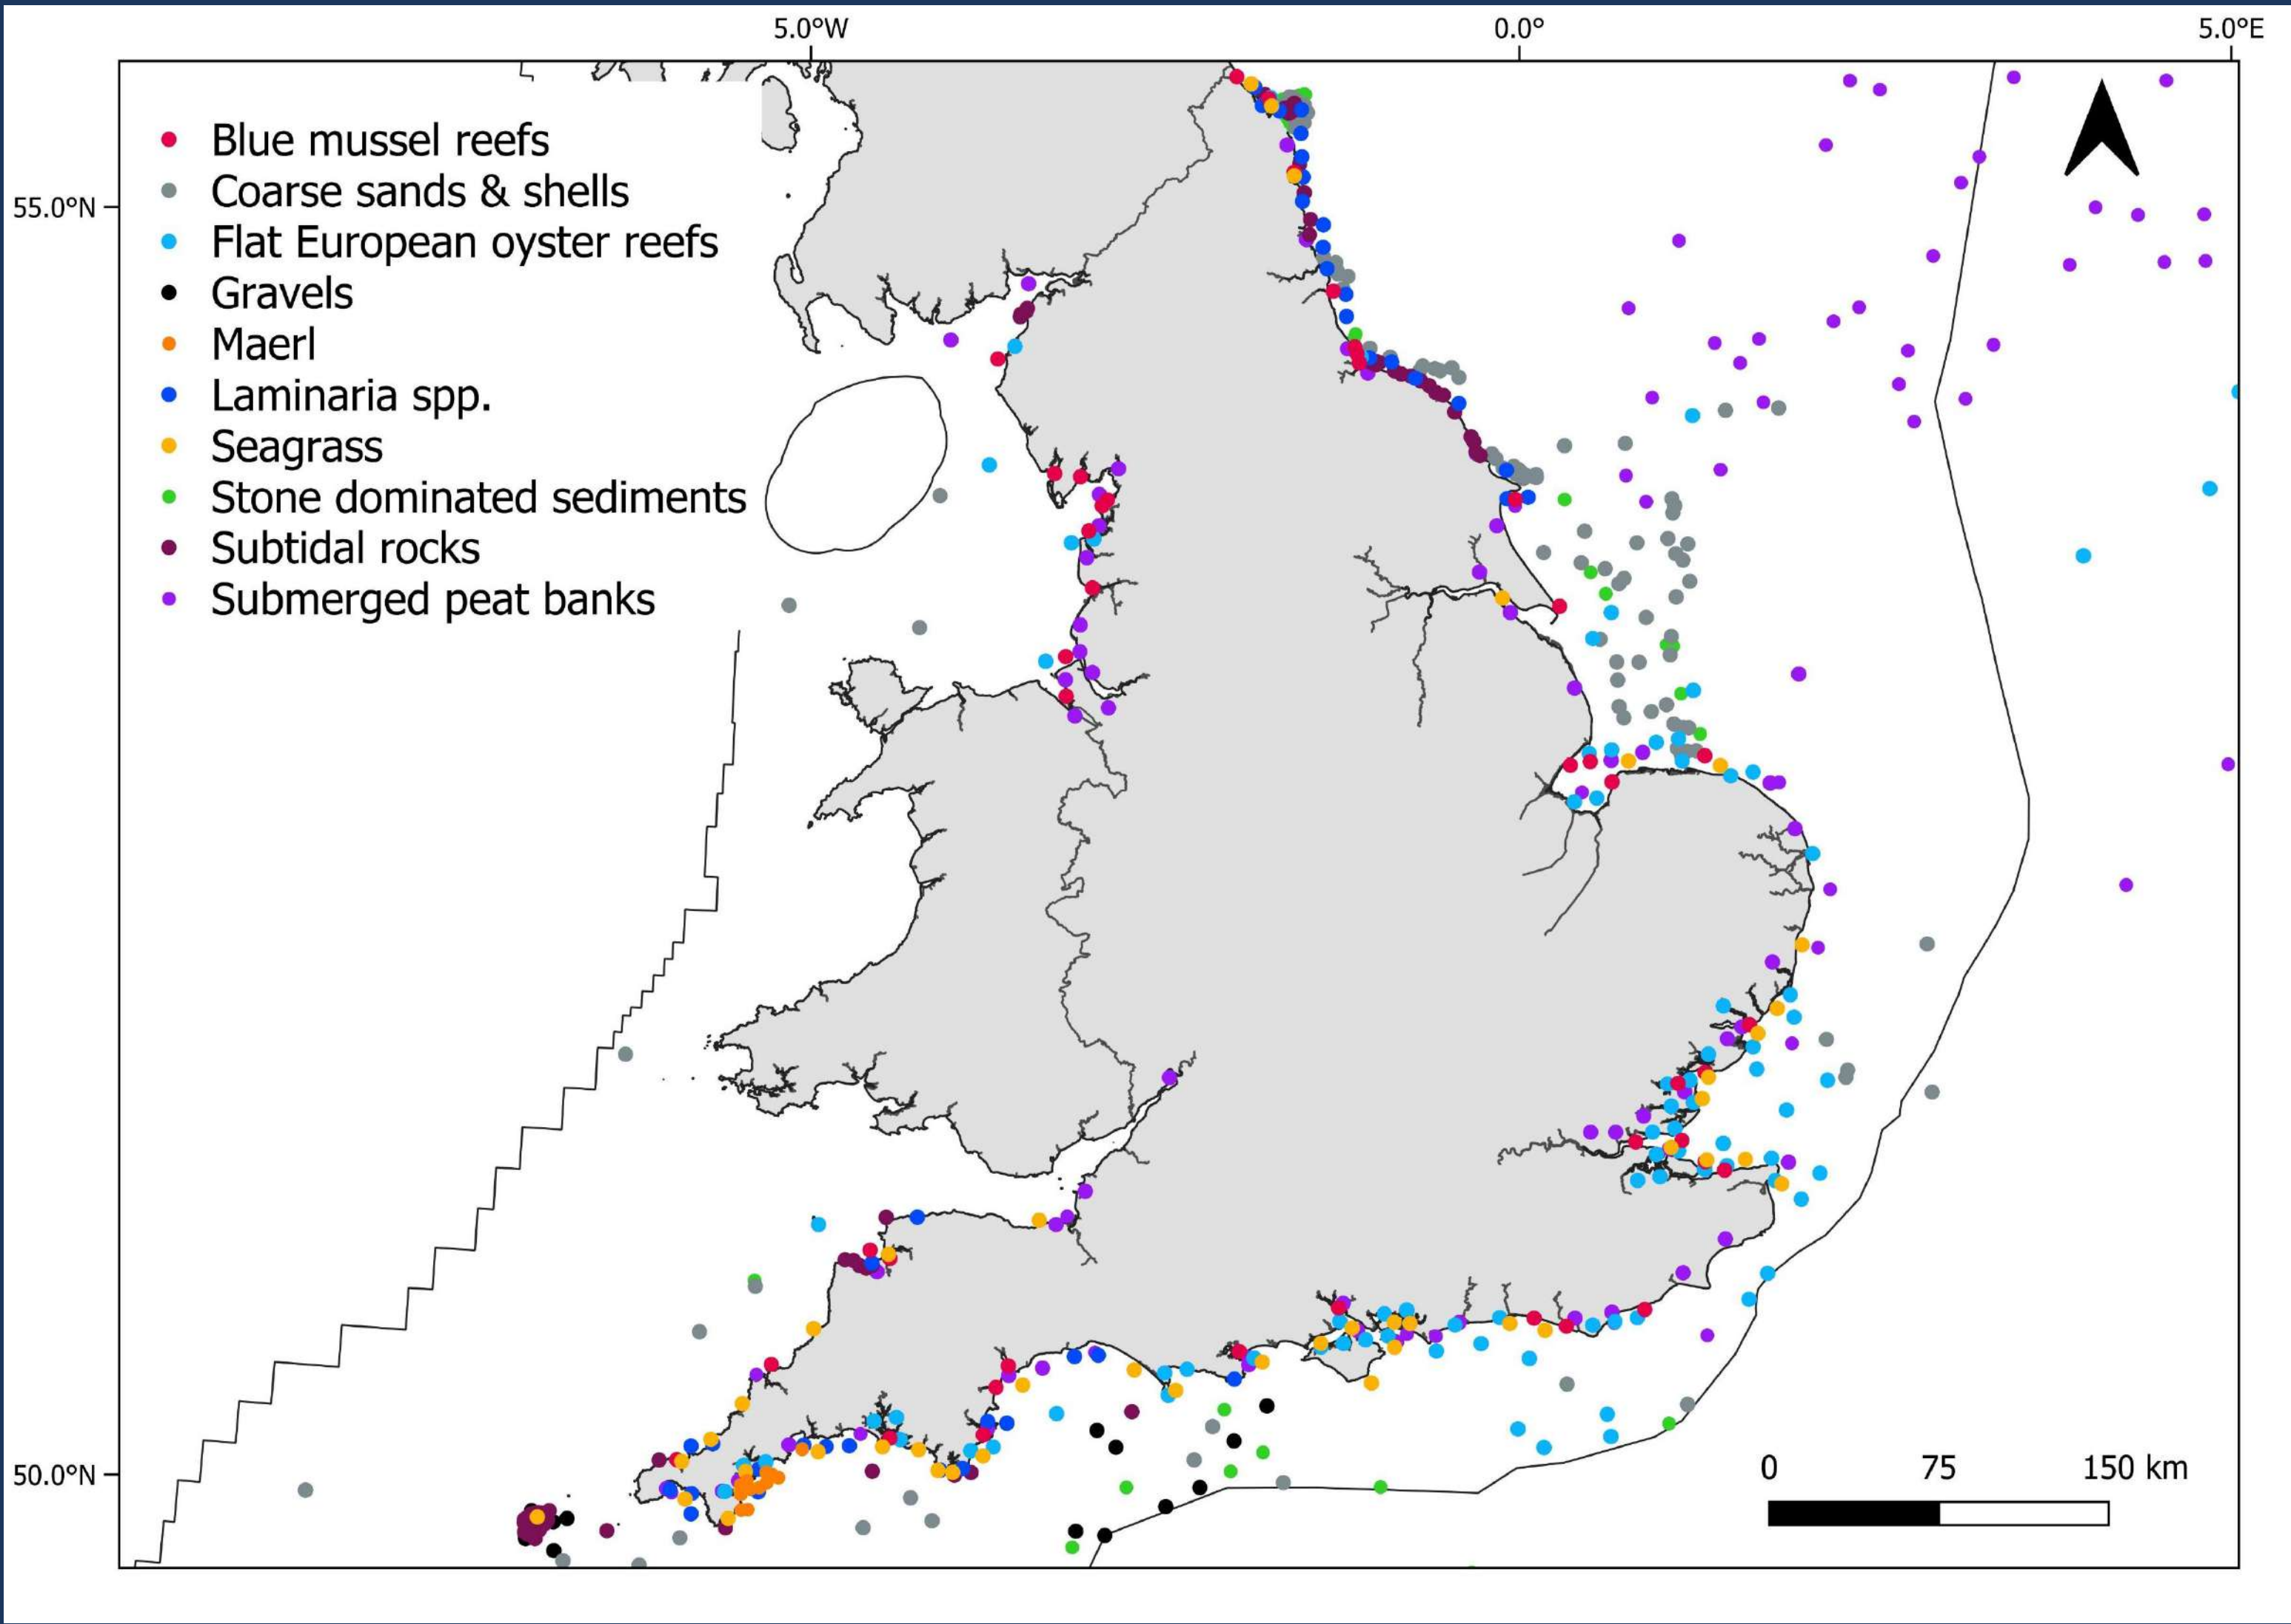 5.0°W
0.0°
5.0°E
55.0°N
50.0°N
Blue mussel reefs
Coarse sands & shells
Flat European oyster reefs
Gravels
Maerl
Laminaria spp.
Seagrass
Stone dominated sediments
Subtidal rocks
Submerged peat banks
0 75 150 km